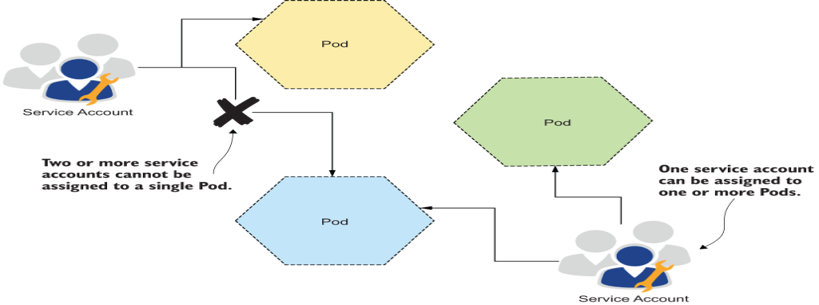 Pod
Service Account
Two or more service
accounts cannot be
assigned to a single Pod.
Pod
One service account
can be assigned to
one or more Pods.
Pod
Service Account